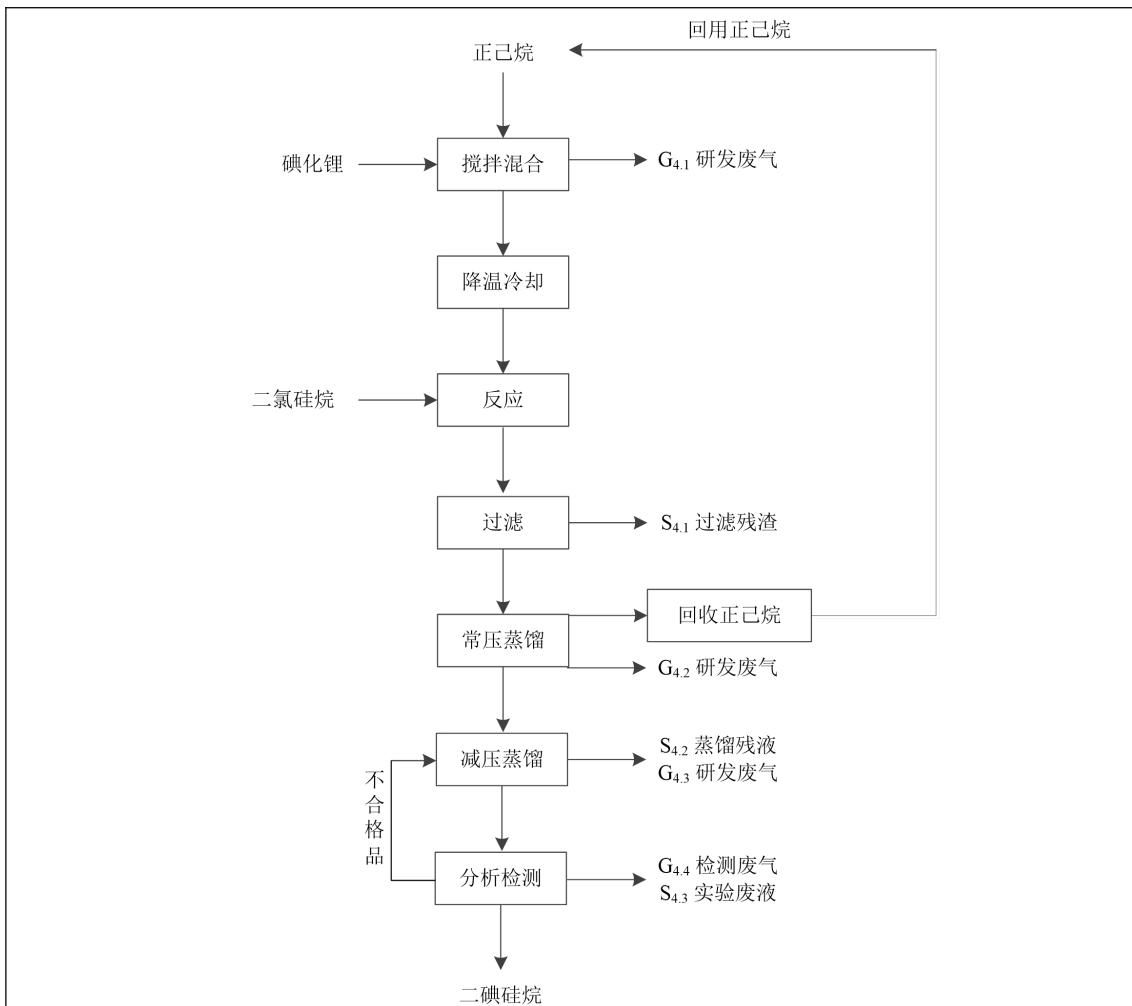 回用正己烷
正己烷
碘化锂
搅拌混合
G4.1 研发废气
降温冷却
二氯硅烷
反应
过滤
S4.1 过滤残渣
常压蒸馏
回收正己烷
G4.2 研发废气
减压蒸馏
S4.2 蒸馏残液
G4.3 研发废气
不合格品
分析检测
G4.4 检测废气
S4.3 实验废液
二碘硅烷